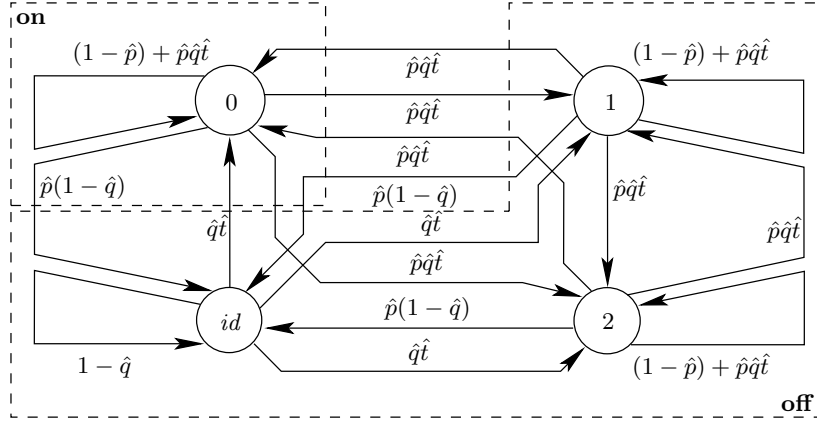 on
(1 − p̂) + p̂q̂t̂
p̂q̂t̂
(1 − p̂) + p̂q̂t̂
0
1
p̂q̂t̂
p̂q̂t̂
p̂(1 − q̂)
p̂(1 − q̂)
p̂q̂t̂
q̂t̂
q̂t̂
p̂q̂t̂
p̂q̂t̂
id
p̂(1 − q̂)
2
1 − q̂
q̂t̂
(1 − p̂) + p̂q̂t̂
off